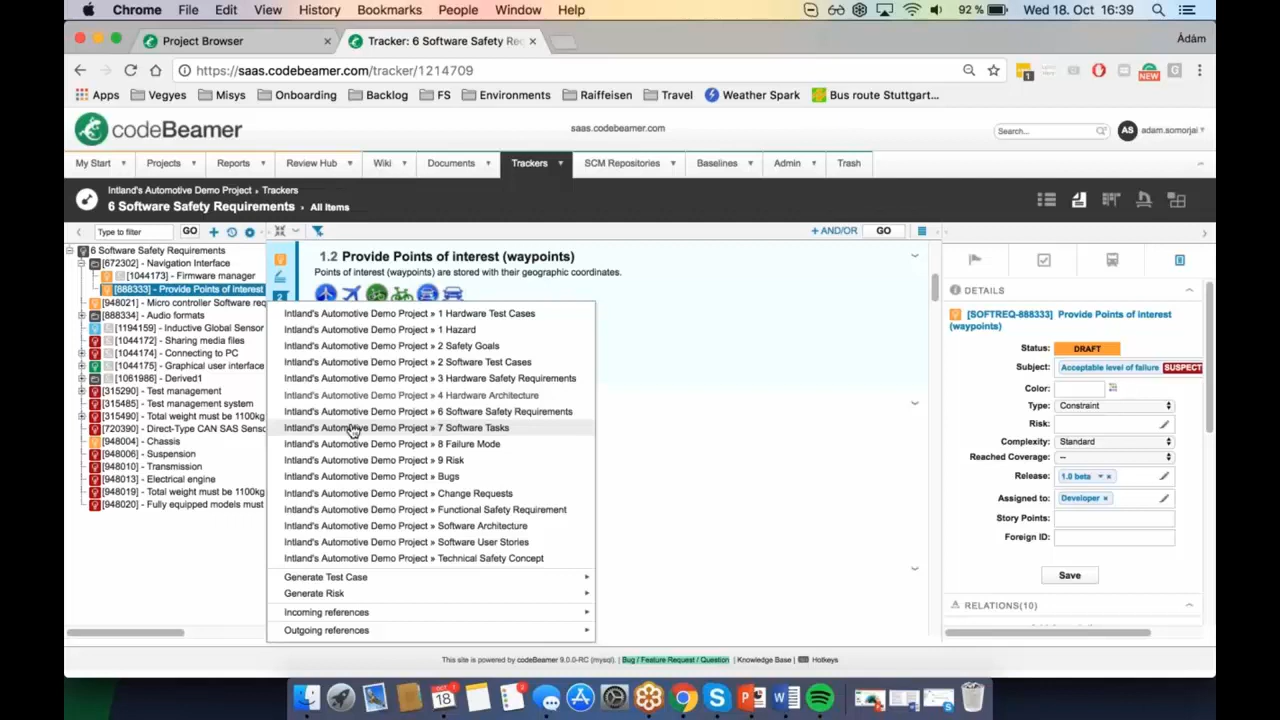 Chrome File Edit View History Bookmarks People Window Help 92 % Wed 18. Oct 16:39
Project Browser × Tracker: 6 Software Safety Re × Ádám
https://saas.codebeamer.com/tracker/1214709 1 NEW
Apps Vegyes Misys Onboarding Backlog FS Environments Raiffeisen Travel Weather Spark Bus route Stuttgart...
codeBeamer saas.codebeamer.com Search... AS adam.somorjai
My Start Projects Reports Review Hub Wiki Documents Trackers SCM Repositories Baselines Admin Trash
Intland's Automotive Demo Project › Trackers
6 Software Safety Requirements › All Items
Type to filter GO + AND/OR GO
6 Software Safety Requirements
[672302] - Navigation Interface
[1044173] - Firmware manager
[888333] - Provide Points of interest
[948021] - Micro controller Software req
[888334] - Audio formats
[1194159] - Inductive Global Sensor
[1044172] - Sharing media files
[1044174] - Connecting to PC
[1044175] - Graphical user interface
[1061986] - Derived1
[315290] - Test management
[315485] - Test management system
[315490] - Total weight must be 1100kg
[720390] - Direct-Type CAN SAS Senso
[948004] - Chassis
[948006] - Suspension
[948010] - Transmission
[948013] - Electrical engine
[948019] - Total weight must be 1100kg
[948020] - Fully equipped models must
1.2 Provide Points of interest (waypoints)
Points of interest (waypoints) are stored with their geographic coordinates.
2
Intland's Automotive Demo Project » 1 Hardware Test Cases
Intland's Automotive Demo Project » 1 Hazard
Intland's Automotive Demo Project » 2 Safety Goals
Intland's Automotive Demo Project » 2 Software Test Cases
Intland's Automotive Demo Project » 3 Hardware Safety Requirements
Intland's Automotive Demo Project » 4 Hardware Architecture
Intland's Automotive Demo Project » 6 Software Safety Requirements
Intland's Automotive Demo Project » 7 Software Tasks
Intland's Automotive Demo Project » 8 Failure Mode
Intland's Automotive Demo Project » 9 Risk
Intland's Automotive Demo Project » Bugs
Intland's Automotive Demo Project » Change Requests
Intland's Automotive Demo Project » Functional Safety Requirement
Intland's Automotive Demo Project » Software Architecture
Intland's Automotive Demo Project » Software User Stories
Intland's Automotive Demo Project » Technical Safety Concept
Generate Test Case
Generate Risk
Incoming references
Outgoing references
DETAILS
[SOFTREQ-888333] Provide Points of interest
(waypoints)
Status: DRAFT
Subject: Acceptable level of failure SUSPECT
Color:
Type: Constraint
Risk:
Complexity: Standard
Reached Coverage: --
Release: 1.0 beta ×
Assigned to: Developer ×
Story Points:
Foreign ID:
Save
RELATIONS(10)
This site is powered by codeBeamer 9.0.0-RC (mysql). | Bug / Feature Request / Question | Knowledge Base | Hotkeys